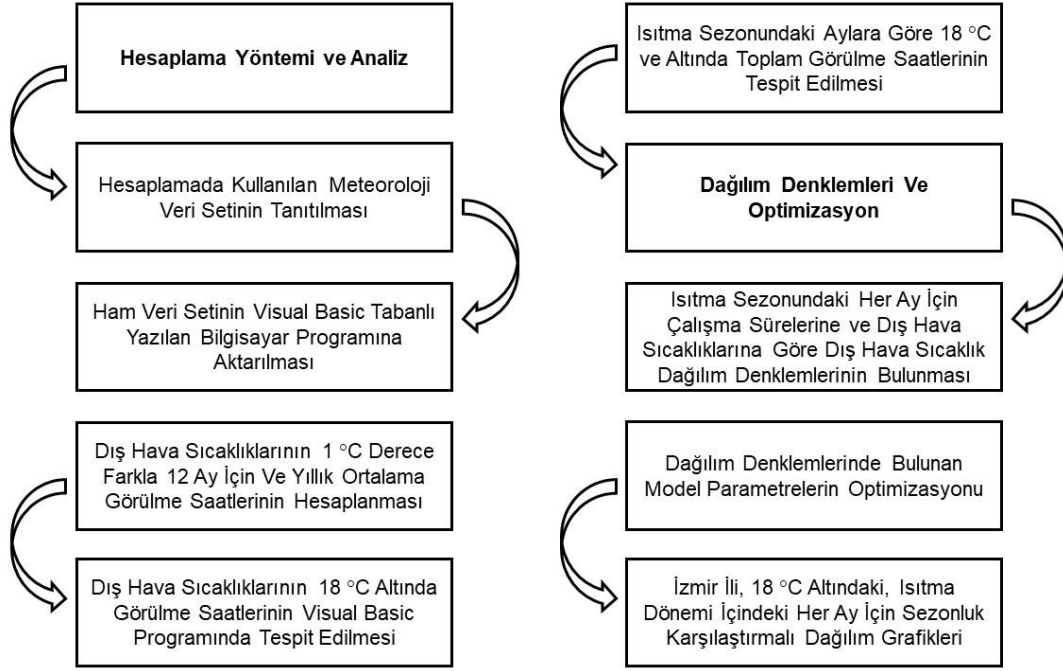 Hesaplama Yöntemi ve Analiz
Hesaplamada Kullanılan Meteoroloji
Veri Setinin Tanıtılması
Ham Veri Setinin Visual Basic Tabanlı
Yazılan Bilgisayar Programına
Aktarılması
Dış Hava Sıcaklıklarının 1 °C Derece
Farkla 12 Ay İçin Ve Yıllık Ortalama
Görülme Saatlerinin Hesaplanması
Dış Hava Sıcaklıklarının 18 °C Altında
Görülme Saatlerinin Visual Basic
Programında Tespit Edilmesi
Isıtma Sezonundaki Aylara Göre 18 °C
ve Altında Toplam Görülme Saatlerinin
Tespit Edilmesi
Dağılım Denklemleri Ve
Optimizasyon
Isıtma Sezonundaki Her Ay İçin
Çalışma Sürelerine ve Dış Hava
Sıcaklıklarına Göre Dış Hava Sıcaklık
Dağılım Denklemlerinin Bulunması
Dağılım Denklemlerinde Bulunan
Model Parametrelerin Optimizasyonu
İzmir İli, 18 °C Altındaki, Isıtma
Dönemi İçindeki Her Ay İçin Sezonluk
Karşılaştırmalı Dağılım Grafikleri